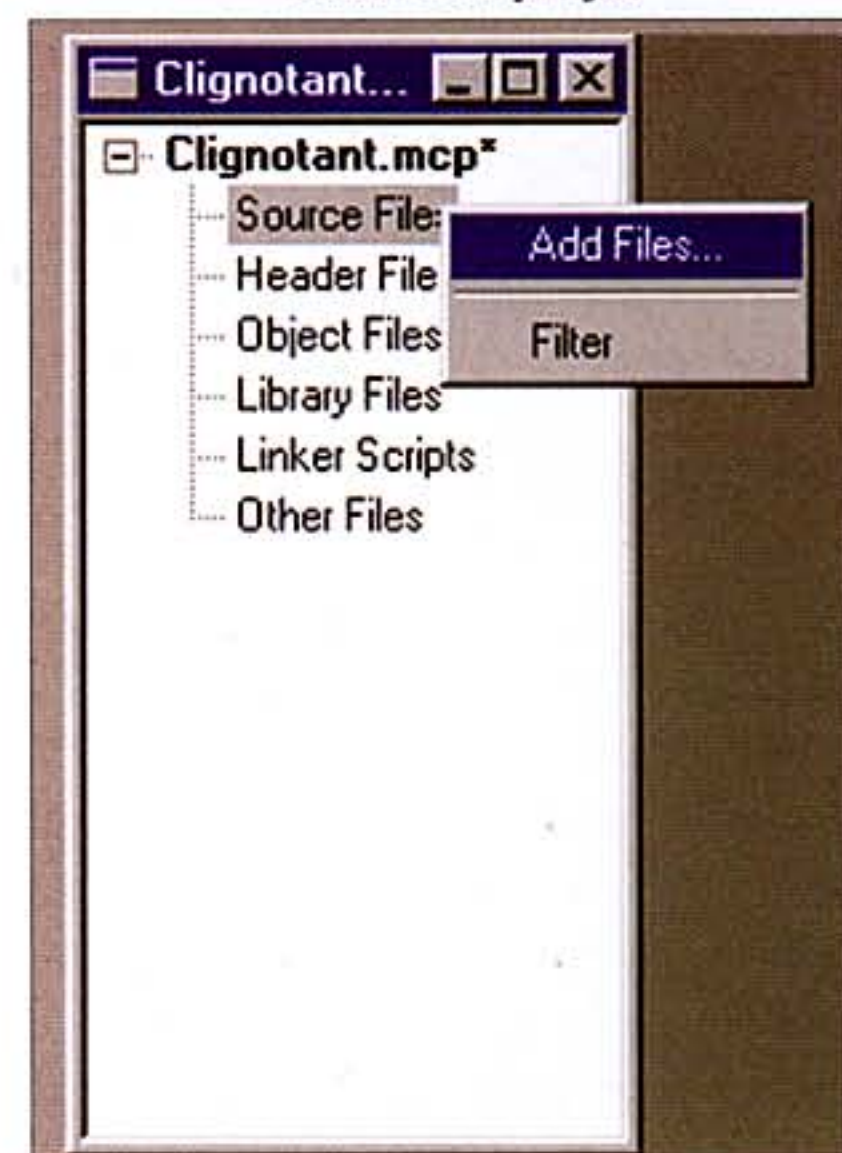 Clignotant...
Clignotant.mcp*
Source File
Add Files...
Header File
Object Files
Filter
Library Files
Linker Scripts
Other Files